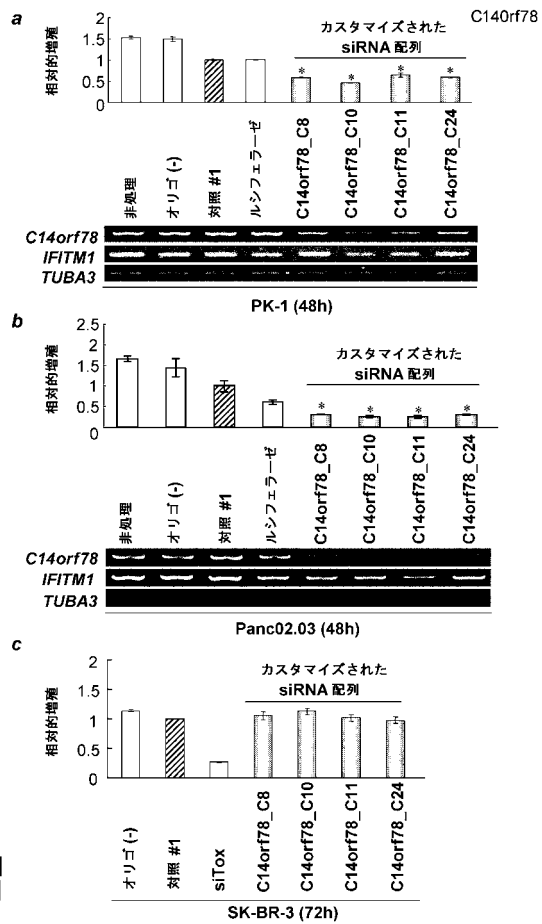 C14orf78
a
カスタマイズされた
siRNA 配列
相対的増殖
2
1.5
1
0.5
0
* * * *
非処理
オリゴ (-)
対照 #1
ルシフェラーゼ
C14orf78_C8
C14orf78_C10
C14orf78_C11
C14orf78_C24
C14orf78
IFITM1
TUBA3
PK-1 (48h)
b
カスタマイズされた
siRNA 配列
相対的増殖
2.5
2
1.5
1
0.5
0
* * * *
非処理
オリゴ (-)
対照 #1
ルシフェラーゼ
C14orf78_C8
C14orf78_C10
C14orf78_C11
C14orf78_C24
C14orf78
IFITM1
TUBA3
Panc02.03 (48h)
c
カスタマイズされた
siRNA 配列
相対的増殖
2
1.5
1
0.5
0
オリゴ (-)
対照 #1
siTox
C14orf78_C8
C14orf78_C10
C14orf78_C11
C14orf78_C24
SK-BR-3 (72h)